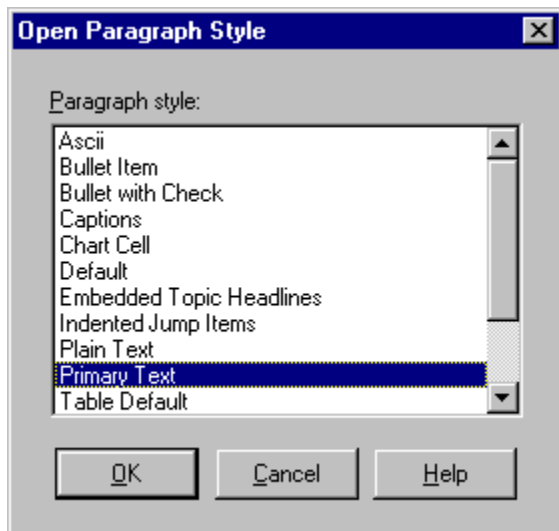 Open Paragraph Style
Paragraph style:
Ascii
Bullet Item
Bullet with Check
Captions
Chart Cell
Default
Embedded Topic Headlines
Indented Jump Items
Plain Text
Primary Text
Table Default
OK Cancel Help